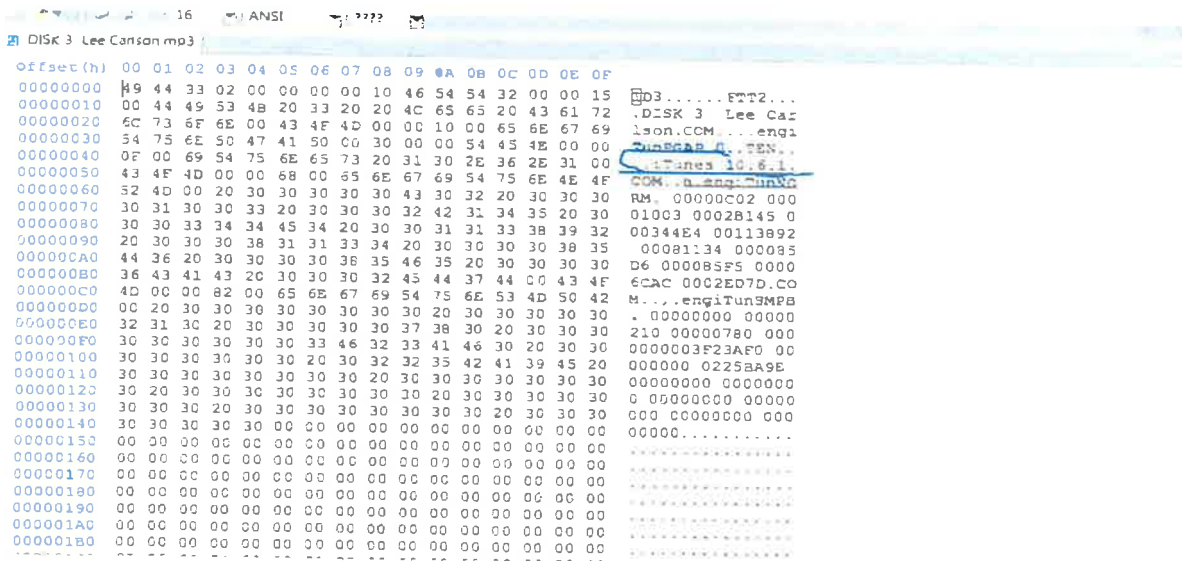 16 ANSI ????
DISK 3 Lee Carlson mp3
Offset(h) 00 01 02 03 04 05 06 07 08 09 0A 0B 0C 0D 0E 0F
00000000 49 44 33 02 00 00 00 00 10 46 54 54 32 00 00 15 ID3......FTT2...
00000010 00 44 49 53 4B 20 33 20 20 4C 65 65 20 43 61 72 .DISK 3  Lee Car
00000020 6C 73 6F 6E 00 43 4F 4D 00 00 10 00 65 6E 67 69 lson.COM....engi
00000030 54 75 6E 50 47 41 50 00 30 00 00 54 45 4E 00 00 TunPGAP.0..TEN..
00000040 0F 00 69 54 75 6E 65 73 20 31 30 2E 36 2E 31 00 ..iTunes 10.6.1.
00000050 43 4F 4D 00 00 68 00 65 6E 67 69 54 75 6E 4E 4F COM..h.engiTunNO
00000060 52 4D 00 20 30 30 30 30 30 43 30 32 20 30 30 30 RM. 00000C02 000
00000070 30 31 30 30 33 20 30 30 30 32 42 31 34 35 20 30 01003 0002B145 0
00000080 30 30 33 34 34 45 34 20 30 30 31 31 33 38 39 32 00344E4 00113892
00000090 20 30 30 30 38 31 31 33 34 20 30 30 30 30 38 35 00081134 000085
000000A0 44 36 20 30 30 30 30 38 35 46 35 20 30 30 30 30 D6 000085F5 0000
000000B0 36 43 41 43 20 30 30 30 32 45 44 37 44 00 43 4F 6CAC 0002ED7D.CO
000000C0 4D 00 00 82 00 65 6E 67 69 54 75 6E 53 4D 50 42 M..‚.engiTunSMPB
000000D0 00 20 30 30 30 30 30 30 30 30 20 30 30 30 30 30 . 00000000 00000
000000E0 32 31 30 20 30 30 30 30 30 37 38 30 20 30 30 30 210 00000780 000
000000F0 30 30 30 30 30 30 33 46 32 33 41 46 30 20 30 30 0000003F23AF0 00
00000100 30 30 30 30 30 30 20 30 32 32 35 42 41 39 45 20 000000 0225BA9E
00000110 30 30 30 30 30 30 30 30 20 30 30 30 30 30 30 30 00000000 0000000
00000120 30 20 30 30 30 30 30 30 30 30 20 30 30 30 30 30 0 00000000 00000
00000130 30 30 30 20 30 30 30 30 30 30 30 30 20 30 30 30 000 00000000 000
00000140 30 30 30 30 30 00 00 00 00 00 00 00 00 00 00 00 00000...........
00000150 00 00 00 00 00 00 00 00 00 00 00 00 00 00 00 00 ................
00000160 00 00 00 00 00 00 00 00 00 00 00 00 00 00 00 00 ................
00000170 00 00 00 00 00 00 00 00 00 00 00 00 00 00 00 00 ................
00000180 00 00 00 00 00 00 00 00 00 00 00 00 00 00 00 00 ................
00000190 00 00 00 00 00 00 00 00 00 00 00 00 00 00 00 00 ................
000001A0 00 00 00 00 00 00 00 00 00 00 00 00 00 00 00 00 ................
000001B0 00 00 00 00 00 00 00 00 00 00 00 00 00 00 00 00 ................